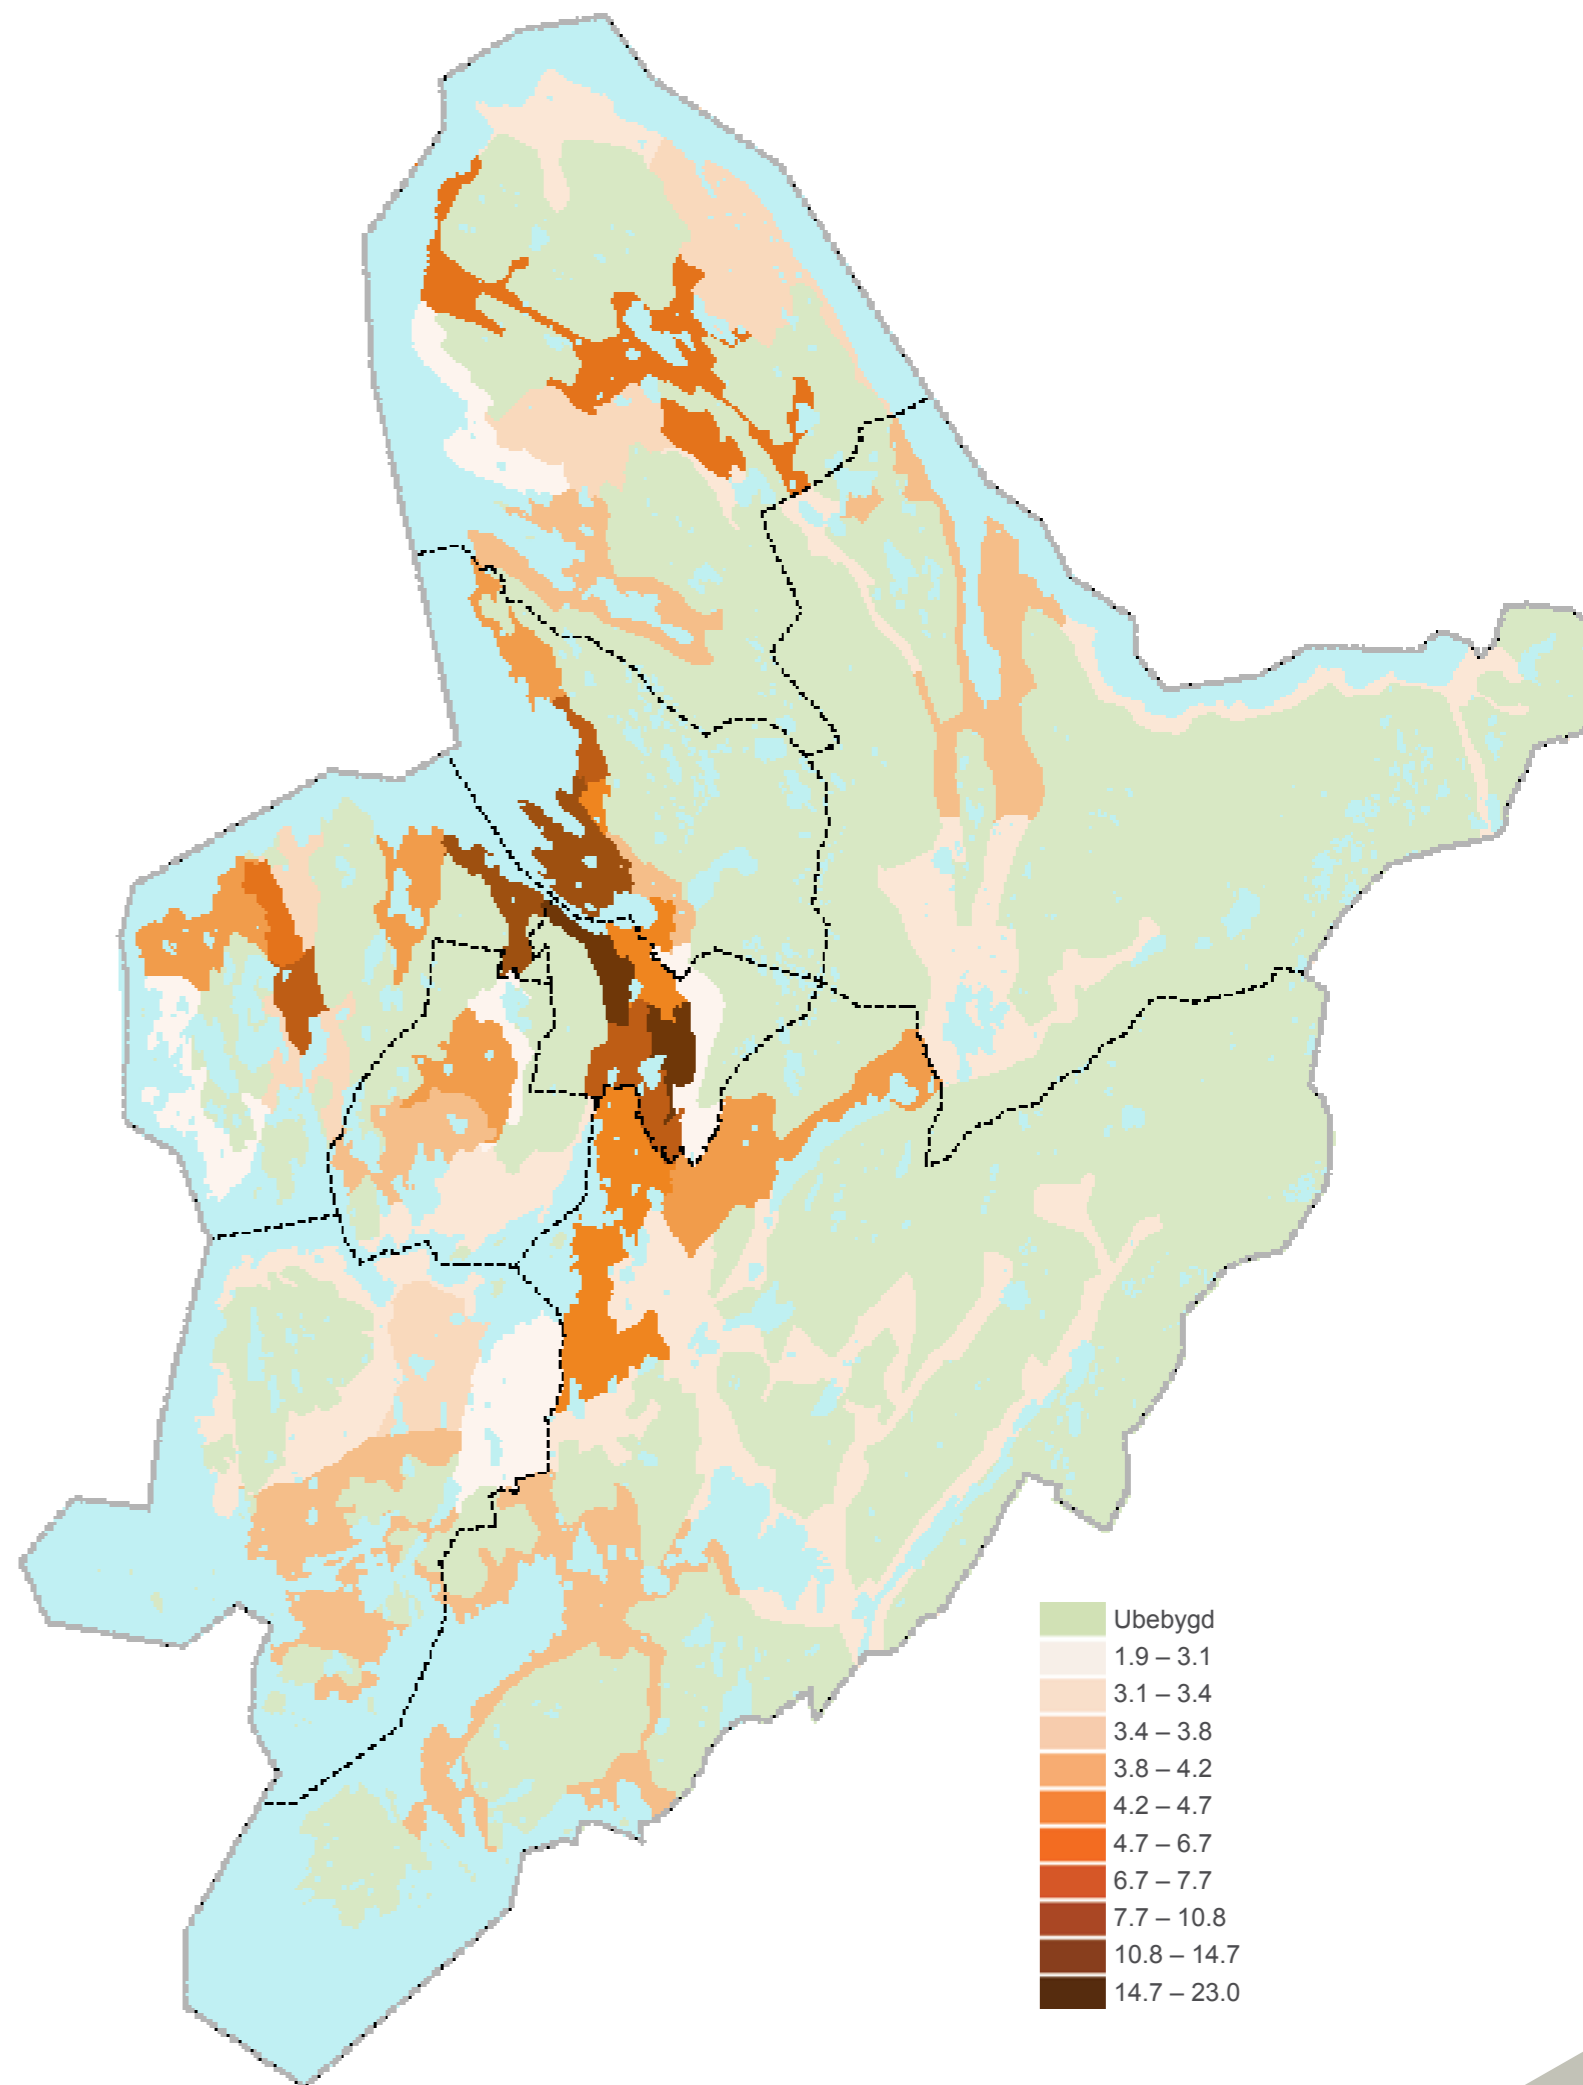 Ubebygd
1.9 – 3.1
3.1 – 3.4
3.4 – 3.8
3.8 – 4.2
4.2 – 4.7
4.7 – 6.7
6.7 – 7.7
7.7 – 10.8
10.8 – 14.7
14.7 – 23.0